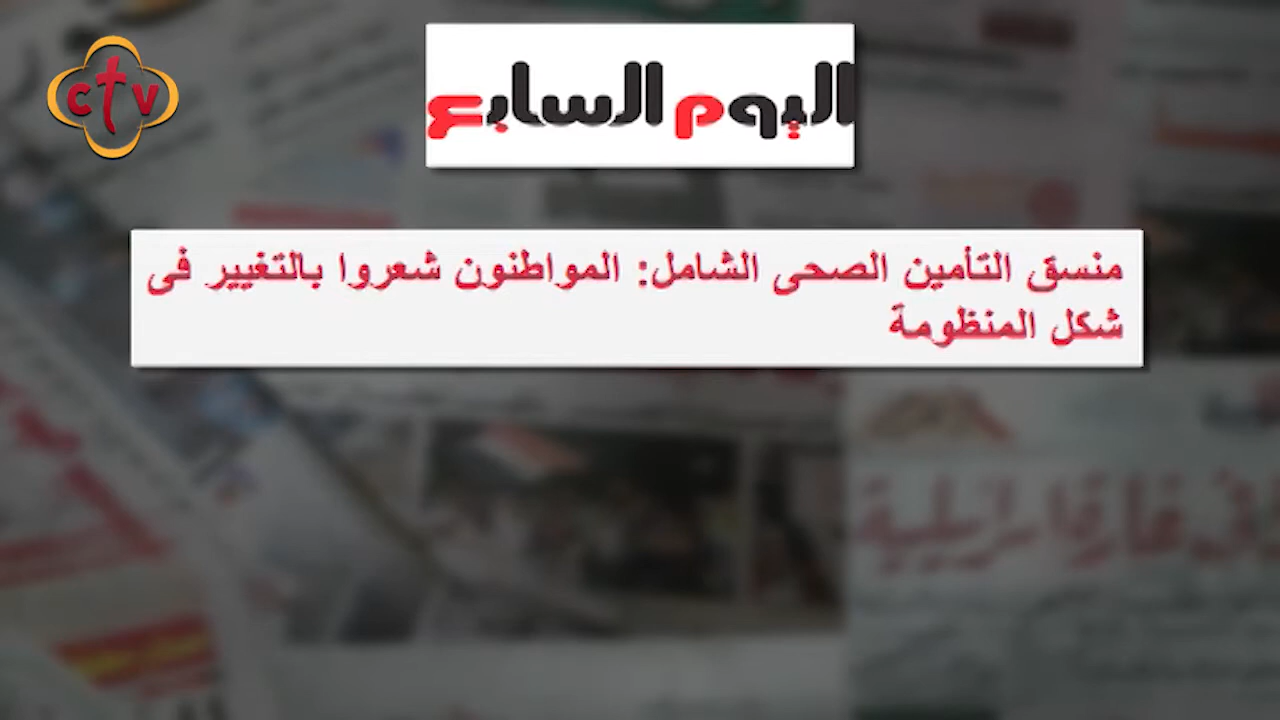 ctv
اليوم السابع
منسق التأمين الصحى الشامل: المواطنون شعروا بالتغيير فى
شكل المنظومة